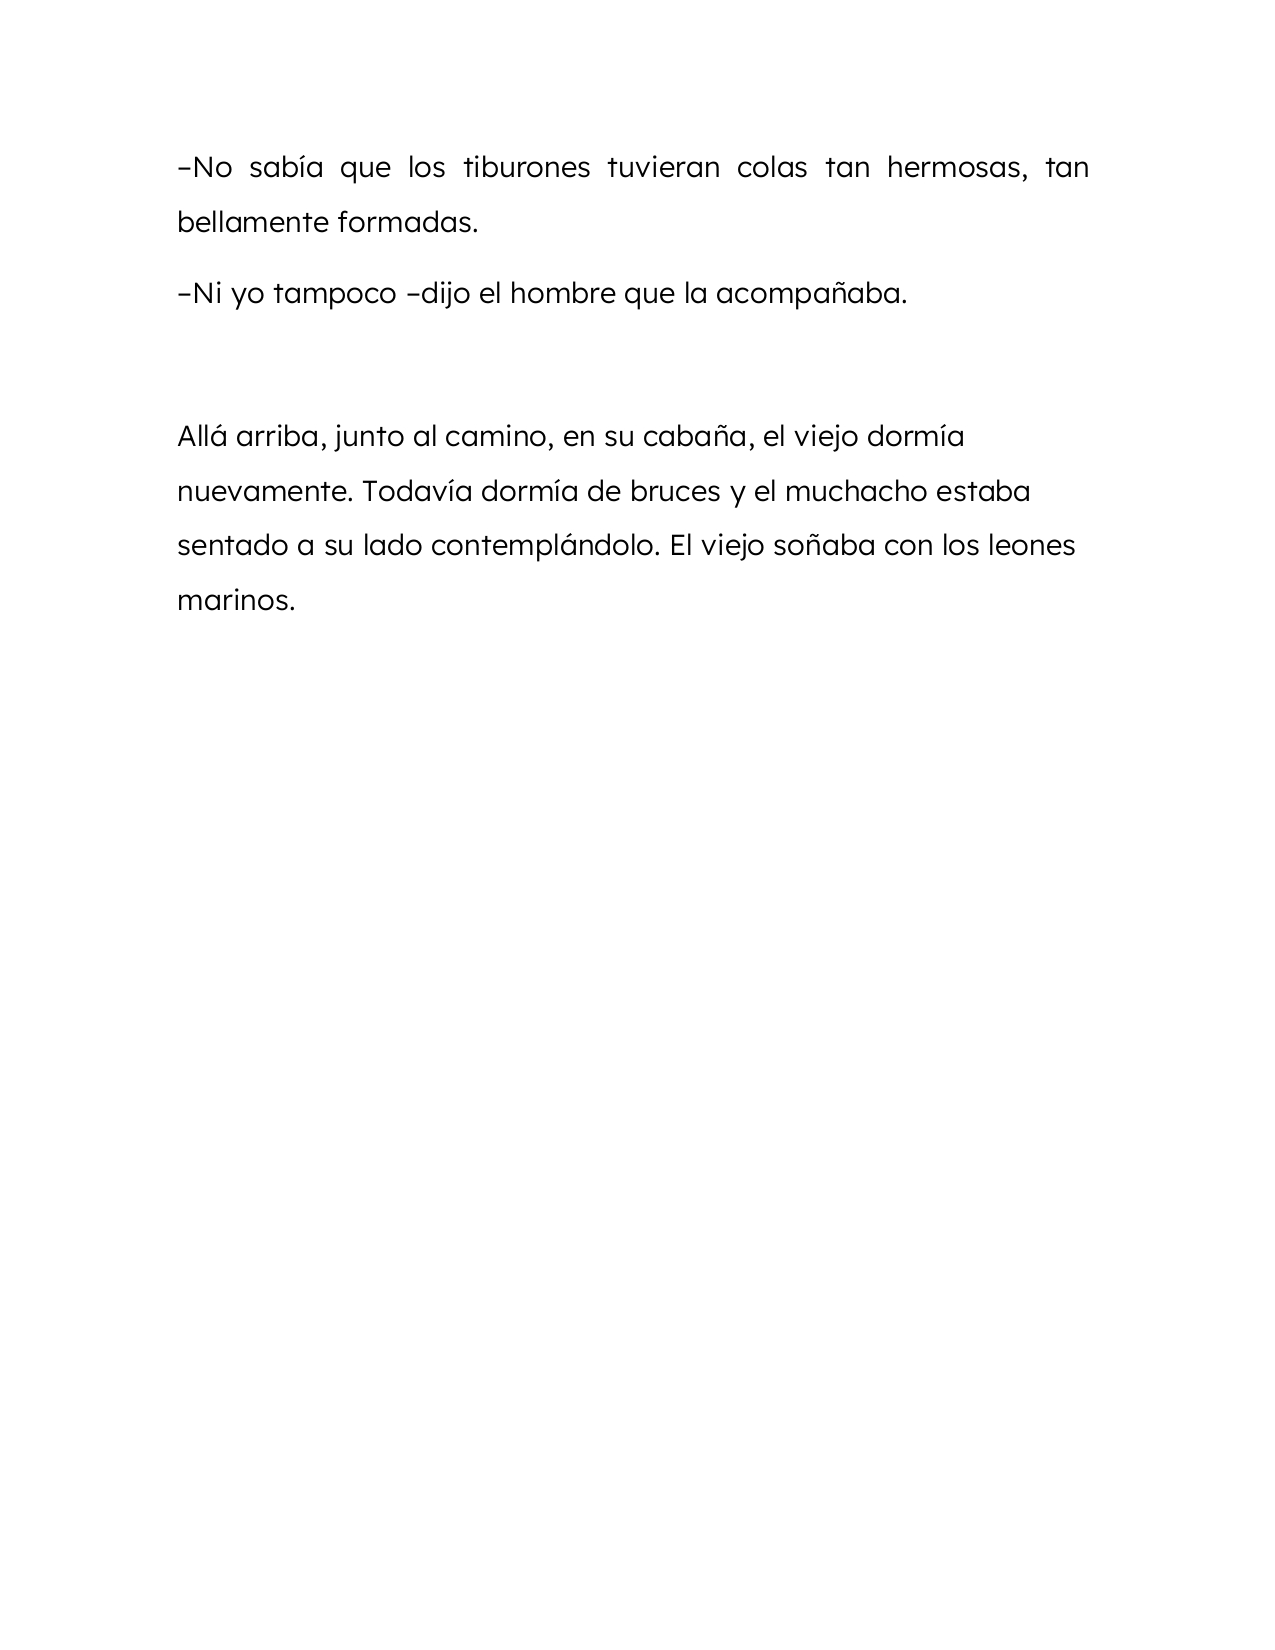 –No sabía que los tiburones tuvieran colas tan hermosas, tan
bellamente formadas.
–Ni yo tampoco –dijo el hombre que la acompañaba.
Allá arriba, junto al camino, en su cabaña, el viejo dormía
nuevamente. Todavía dormía de bruces y el muchacho estaba
sentado a su lado contemplándolo. El viejo soñaba con los leones
marinos.